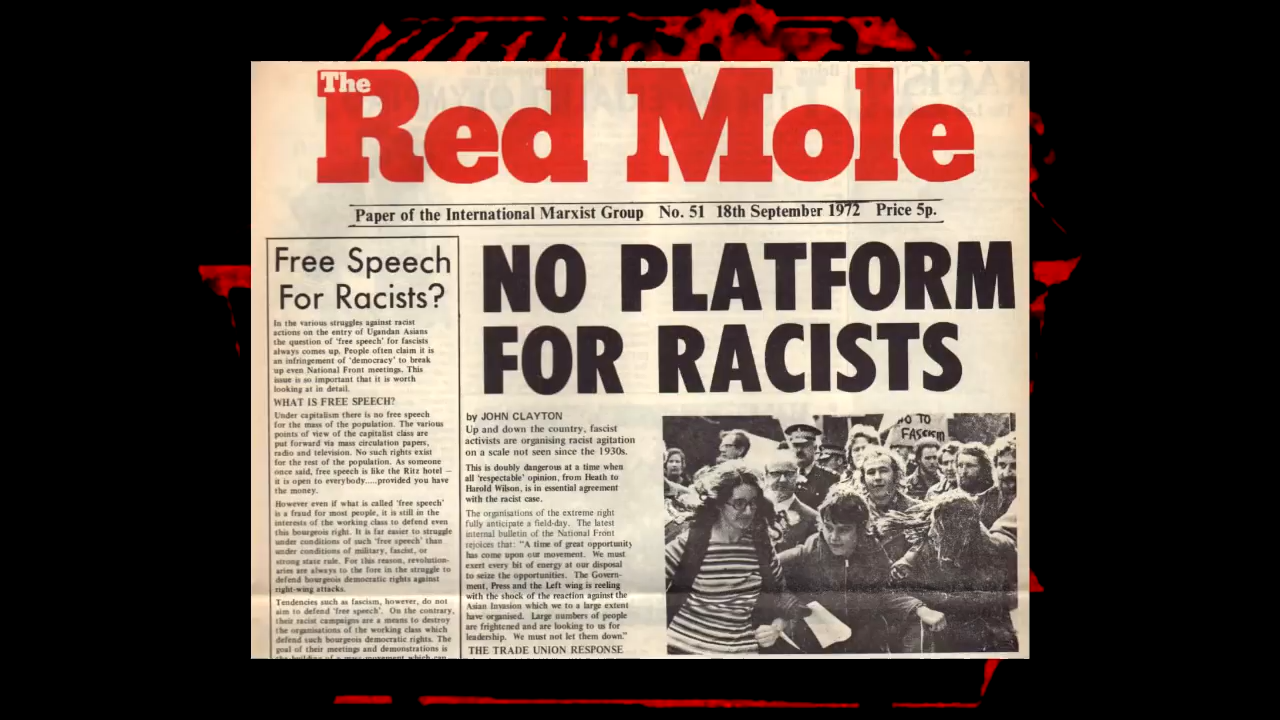 The
Red Mole
Paper of the International Marxist Group No. 51 18th September 1972 Price 5p.
Free Speech
For Racists?
In the various struggles against racist
actions on the entry of Ugandan Asians
the question of 'free speech' for fascists
always comes up. People often claim it is
an infringement of 'democracy' to break
up even National Front meetings. This
issue is so important that it is worth
looking at in detail.
WHAT IS FREE SPEECH?
Under capitalism there is no free speech
for the mass of the population. The various
points of view of the capitalist class are
put forward via mass circulation papers,
radio and television. No such rights exist
for the rest of the population. As someone
once said, free speech is like the Ritz hotel —
it is open to everybody.....provided you have
the money.
However even if what is called 'free speech'
is a fraud for most people, it is still in the
interests of the working class to defend even
this bourgeois right. It is far easier to struggle
under conditions of such 'free speech' than
under conditions of military, fascist, or
strong state rule. For this reason, revolution-
aries are always to the fore in the struggle to
defend bourgeois democratic rights against
right-wing attacks.
Tendencies such as fascism, however, do not
aim to defend 'free speech'. On the contrary,
their racist campaigns are a means to destroy
the organisations of the working class which
defend such bourgeois democratic rights. The
goal of their meetings and demonstrations is
the building of a mass movement which can
NO PLATFORM
FOR RACISTS
by JOHN CLAYTON
Up and down the country, fascist
activists are organising racist agitation
on a scale not seen since the 1930s.
This is doubly dangerous at a time when
all 'respectable' opinion, from Heath to
Harold Wilson, is in essential agreement
with the racist case.
The organisations of the extreme right
fully anticipate a field-day. The latest
internal bulletin of the National Front
rejoices that: "A time of great opportunity
has come upon our movement. We must
exert every bit of energy at our disposal
to seize the opportunities. The Govern-
ment, Press and the Left wing is reeling
with the shock of the reaction against the
Asian Invasion which we to a large extent
have organised. Large numbers of people
are frightened and are looking to us for
leadership. We must not let them down."
THE TRADE UNION RESPONSE
NO TO
FASCISM